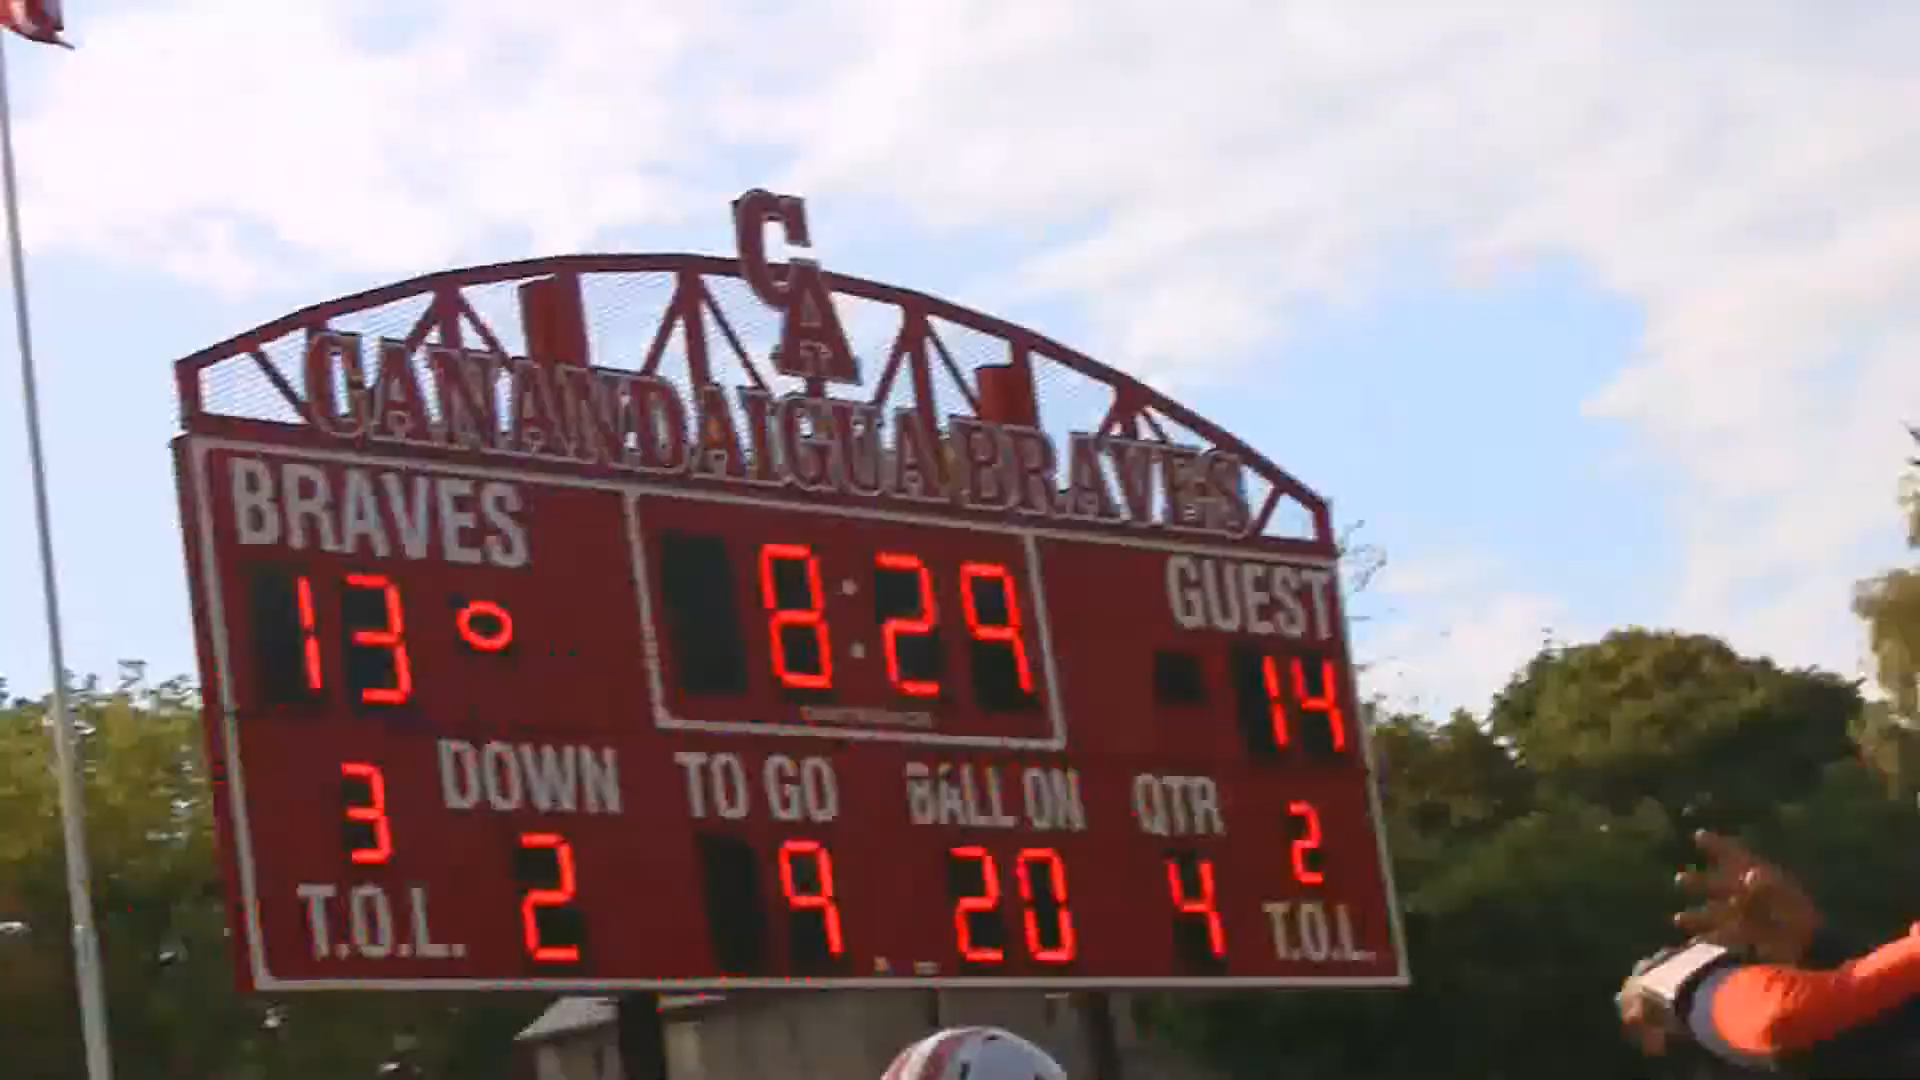 CA
CANANDAIGUA BRAVES
BRAVES
13
8:29
GUEST
14
3 DOWN TO GO BALL ON QTR 2
T.O.L. 2 9 20 4 T.O.L.